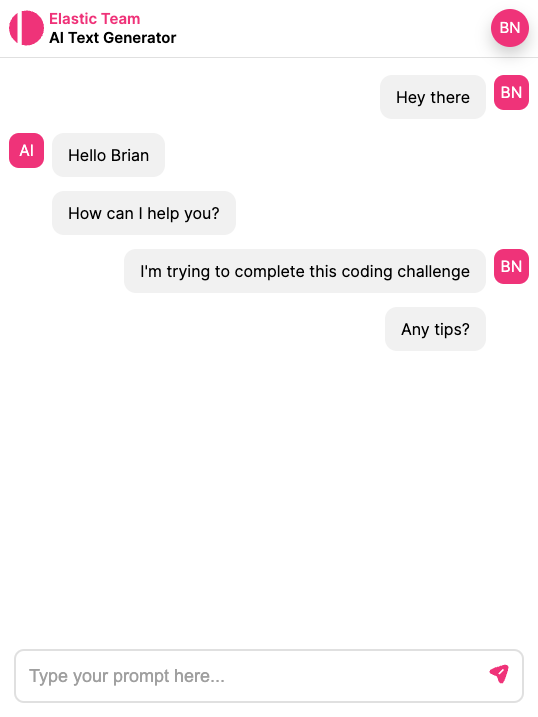 Elastic Team
AI Text Generator
BN
Hey there
BN
AI
Hello Brian
How can I help you?
I'm trying to complete this coding challenge
BN
Any tips?
Type your prompt here...